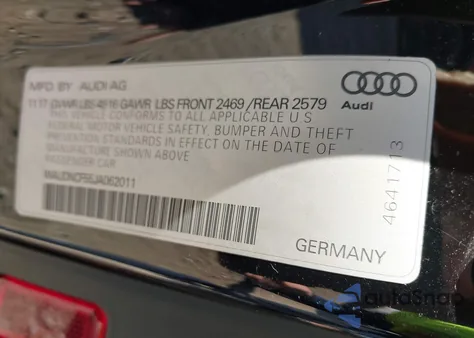 MFD. BY AUDI AG
11.17 GVWR LBS 4916 GAWR LBS FRONT 2469 / REAR 2579
THIS VEHICLE CONFORMS TO ALL APPLICABLE U S
FEDERAL MOTOR VEHICLE SAFETY, BUMPER AND THEFT
PREVENTION STANDARDS IN EFFECT ON THE DATE OF
MANUFACTURE SHOWN ABOVE
PASSENGER CAR
Audi
4641713
GERMANY
autoSnap